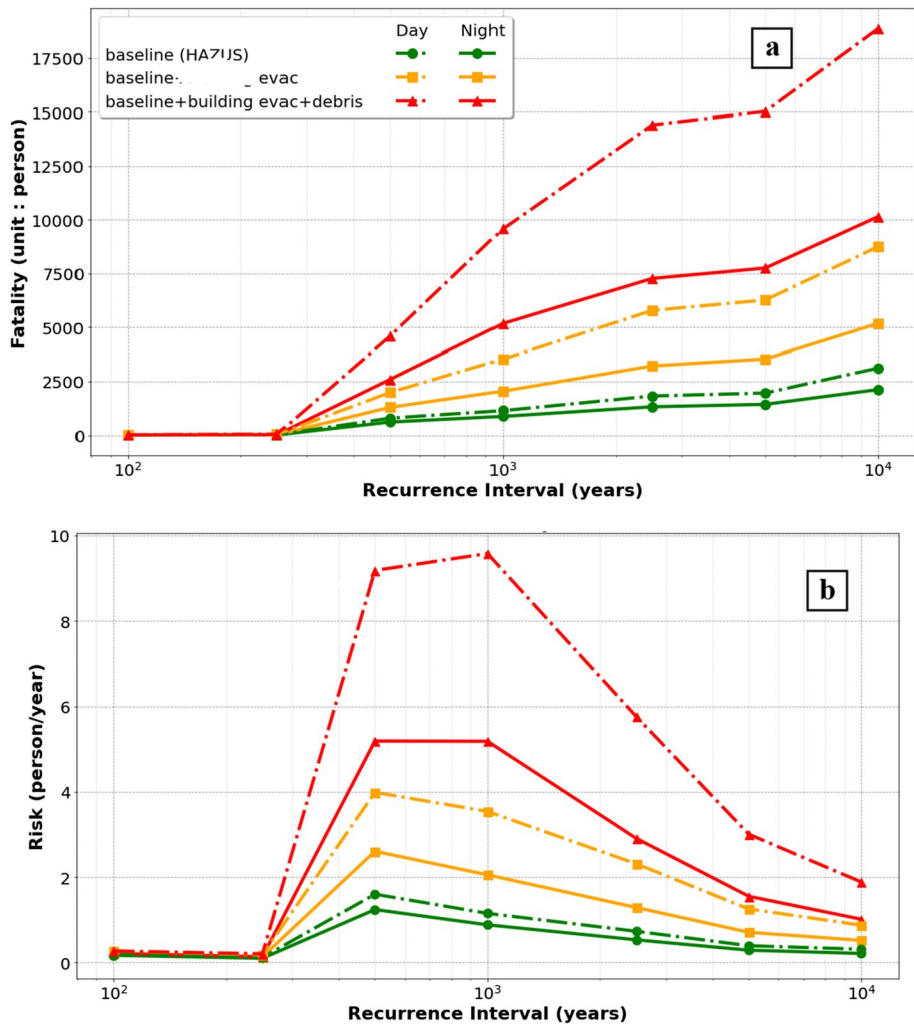 Day Night
baseline (HAZUS)
baseline evac
baseline+building evac+debris
a
17500
15000
12500
10000
7500
5000
2500
0
Fatality (unit : person)
10² 10³ 10⁴
Recurrence Interval (years)
b
10
8
6
4
2
0
Risk (person/year)
10² 10³ 10⁴
Recurrence Interval (years)